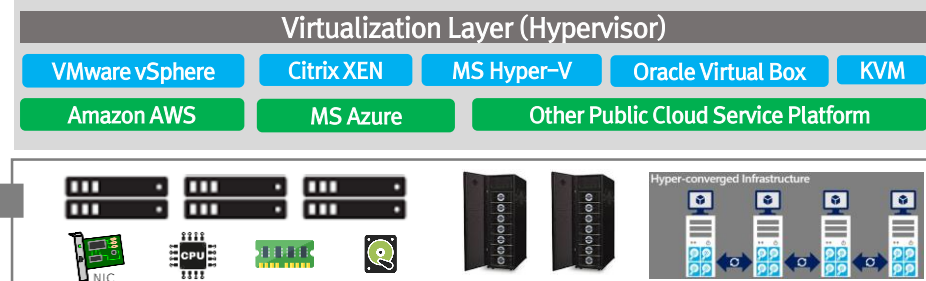 Virtualization Layer (Hypervisor)
VMware vSphere Citrix XEN MS Hyper-V Oracle Virtual Box KVM
Amazon AWS MS Azure Other Public Cloud Service Platform
Hyper-converged Infrastructure
CPU
NIC